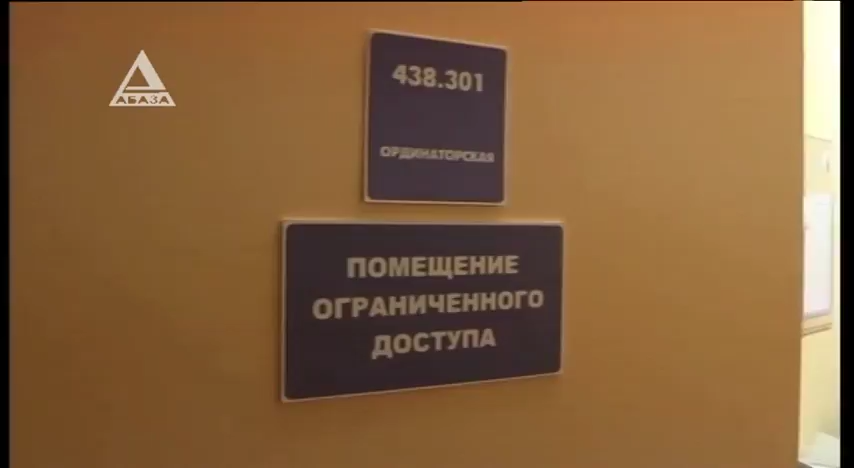 АБАЗА
438.301
ОРДИНАТОРСКАЯ
ПОМЕЩЕНИЕ
ОГРАНИЧЕННОГО
ДОСТУПА